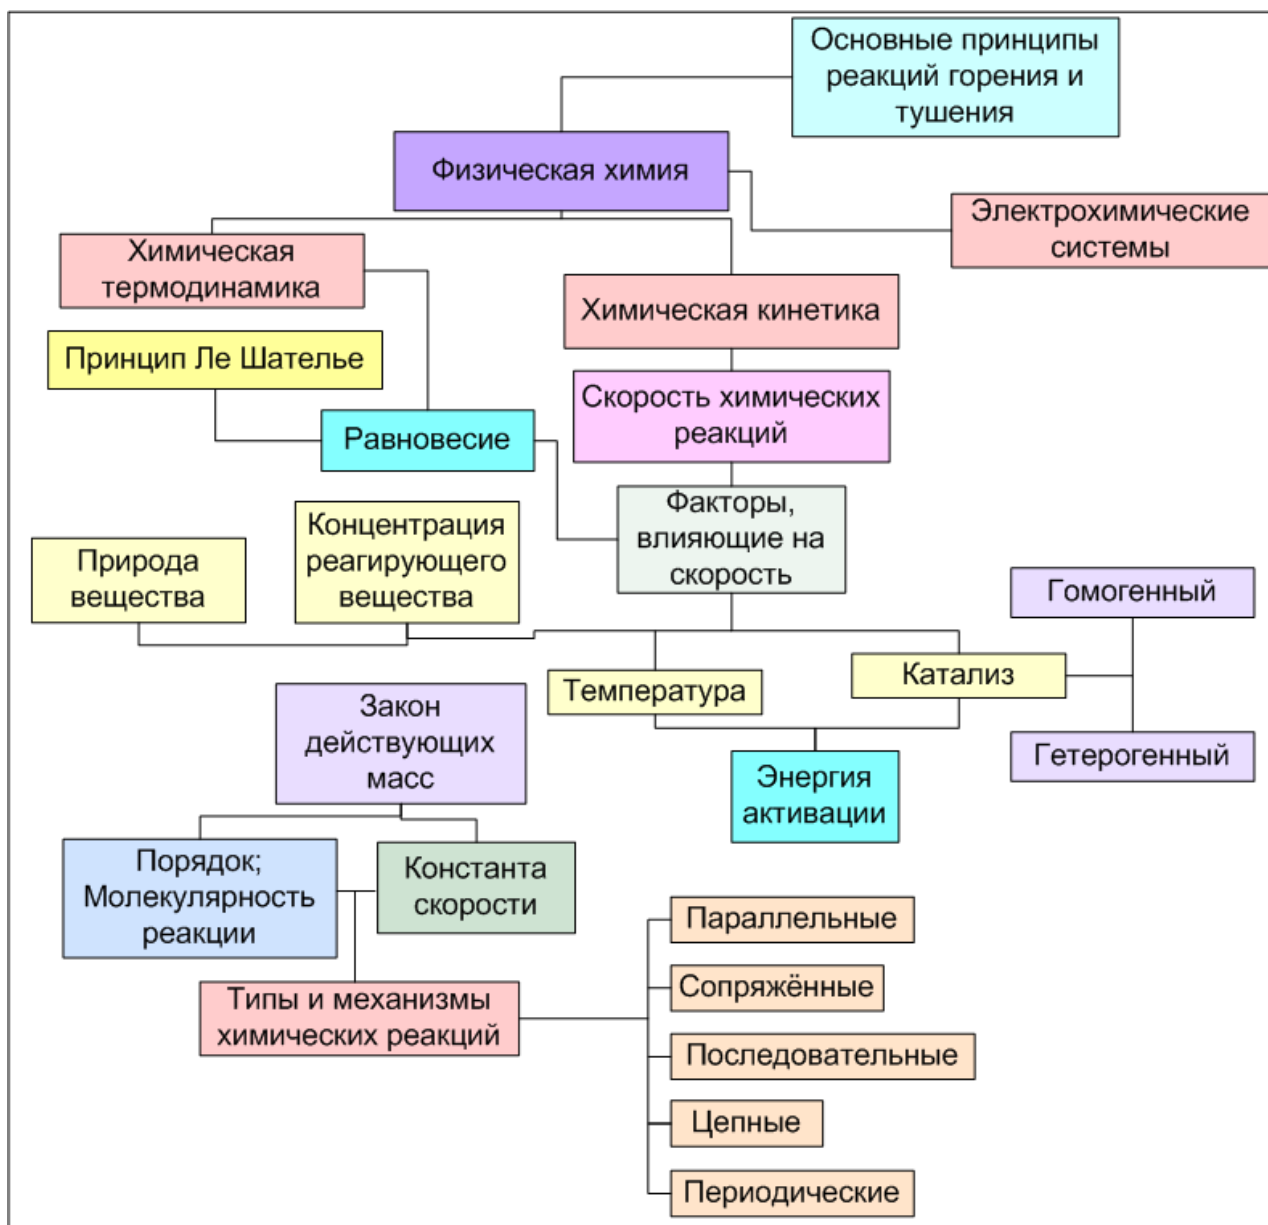 Основные принципы
реакций горения и
тушения
Физическая химия
Электрохимические
системы
Химическая
термодинамика
Химическая кинетика
Принцип Ле Шателье
Скорость химических
реакций
Равновесие
Факторы,
влияющие на
скорость
Концентрация
реагирующего
вещества
Природа
вещества
Гомогенный
Катализ
Температура
Гетерогенный
Закон
действующих
масс
Энергия
активации
Порядок;
Молекулярность
реакции
Константа
скорости
Параллельные
Сопряжённые
Типы и механизмы
химических реакций
Последовательные
Цепные
Периодические